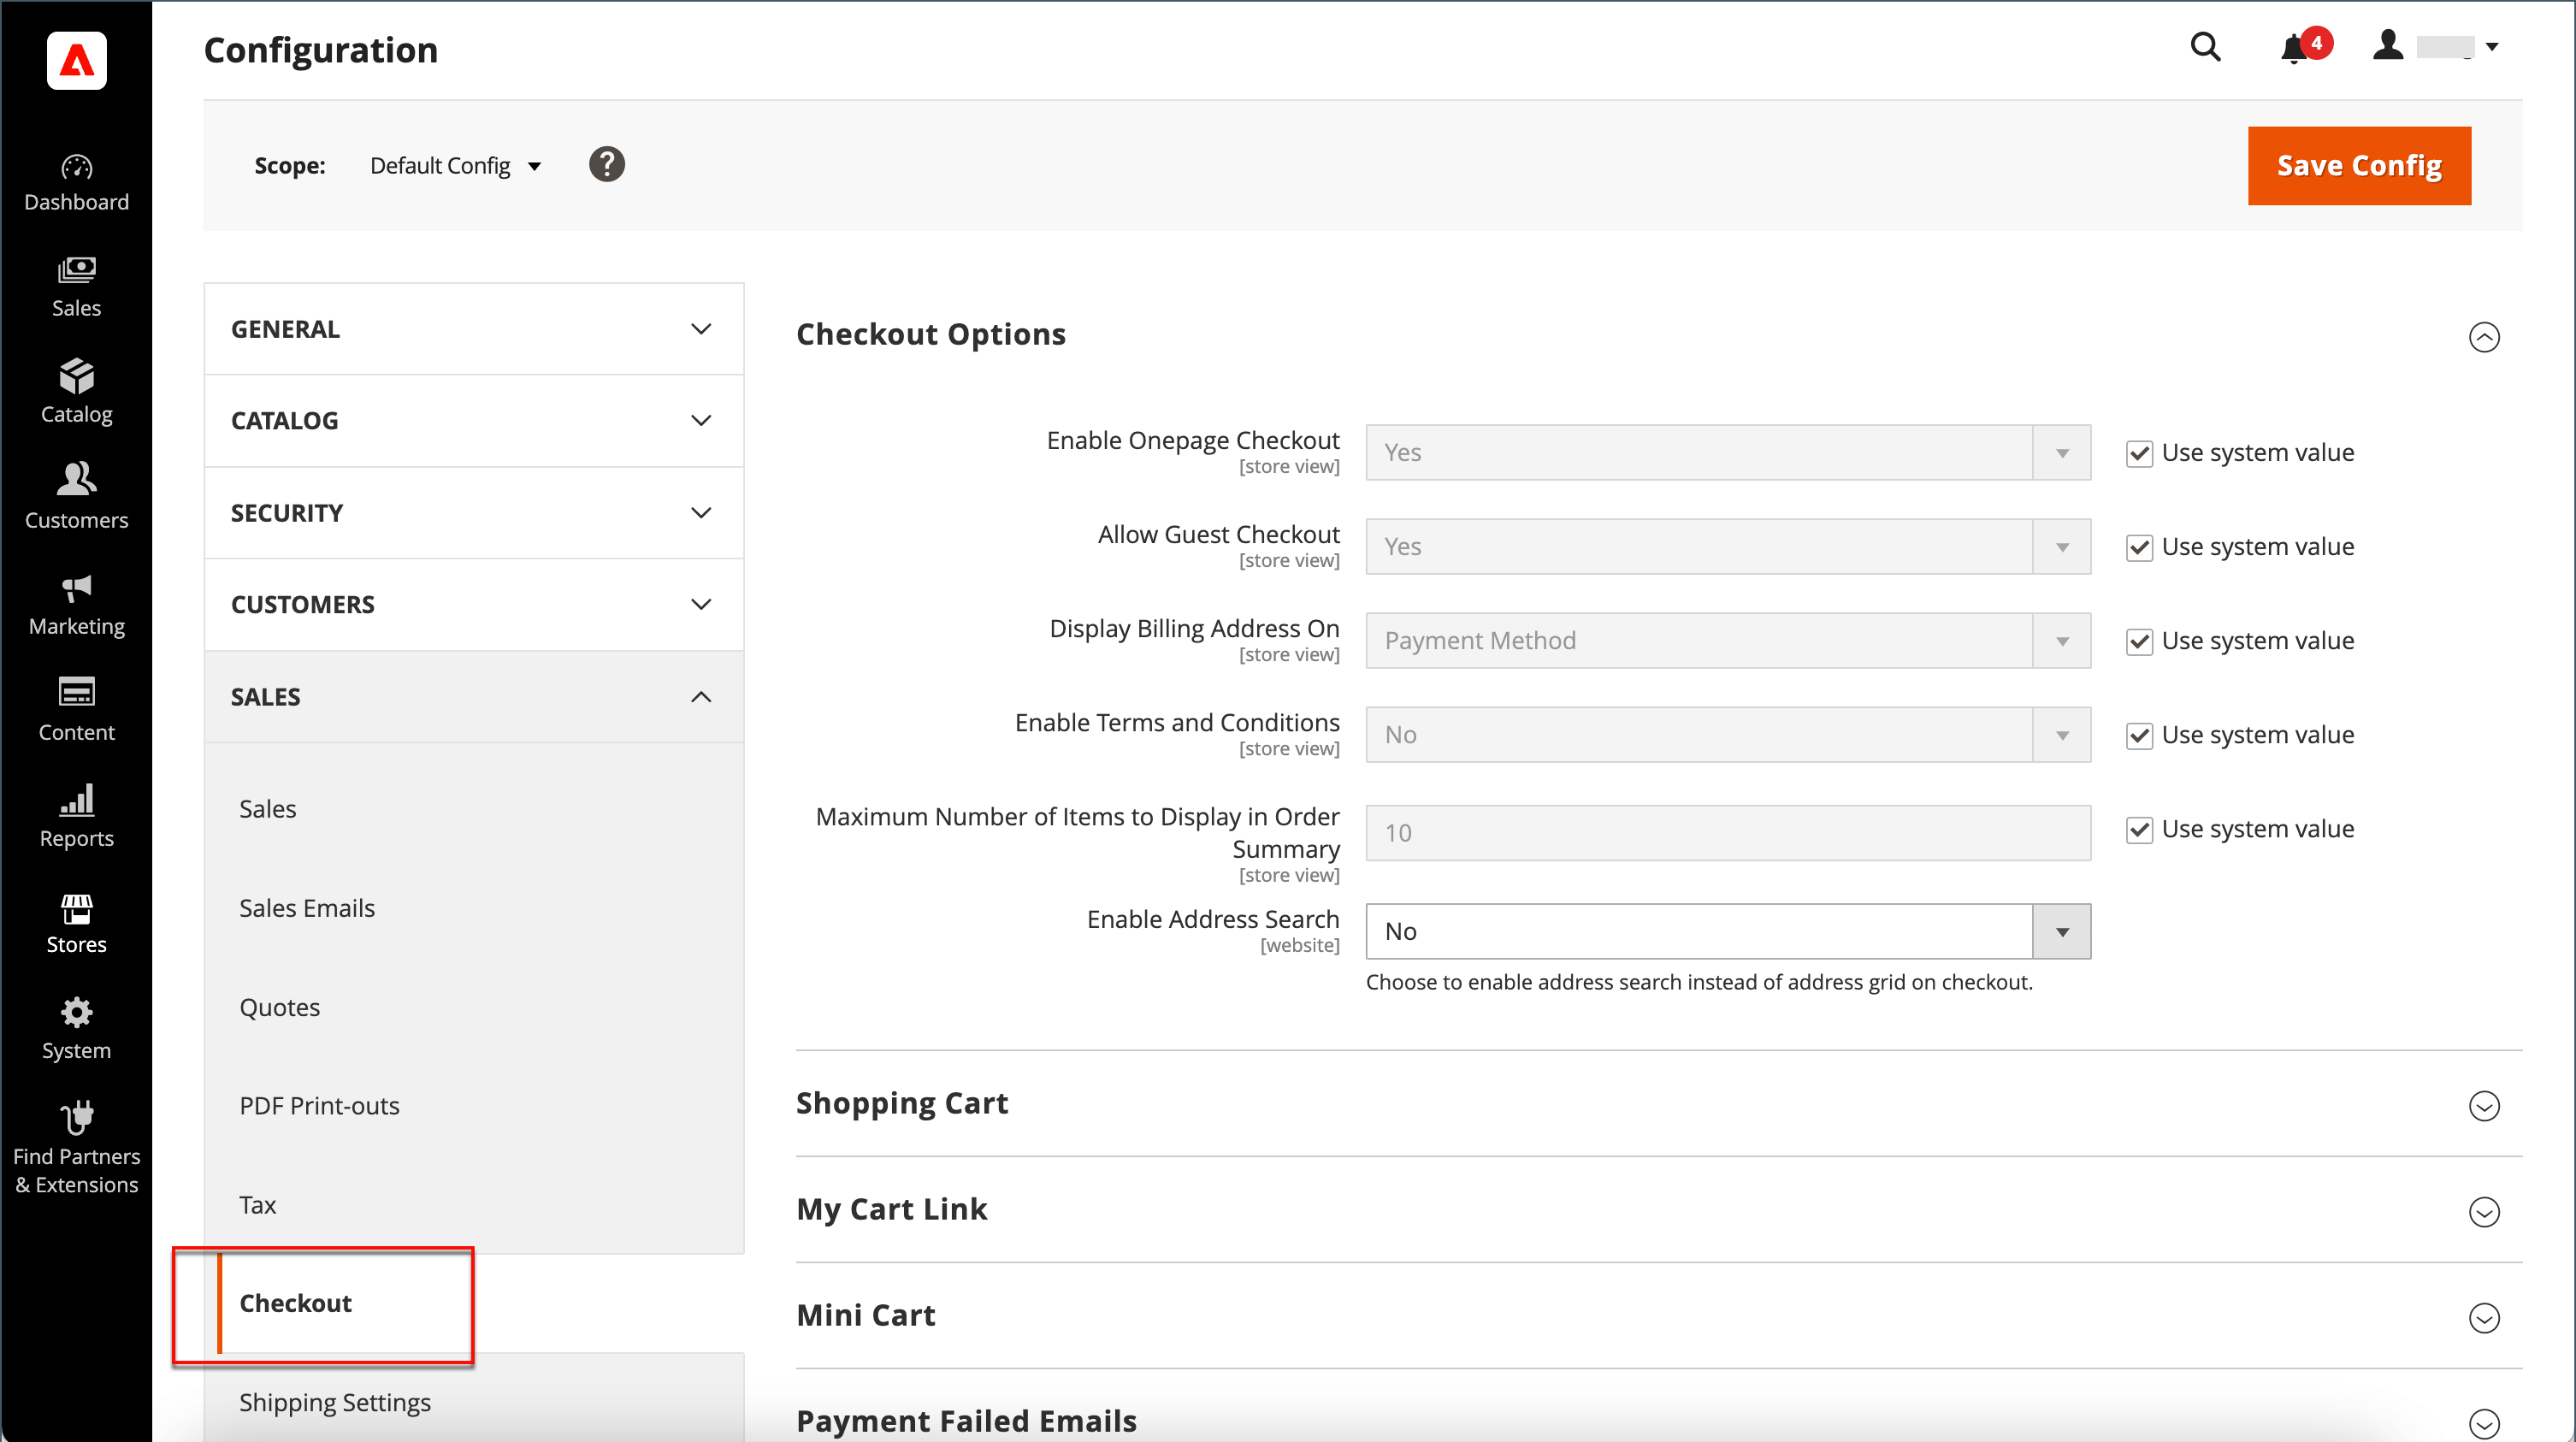 Configuration
4
Scope: Default Config ?
Save Config
Dashboard
Sales
Catalog
Customers
Marketing
Content
Reports
Stores
System
Find Partners
& Extensions
GENERAL
CATALOG
SECURITY
CUSTOMERS
SALES
Sales
Sales Emails
Quotes
PDF Print-outs
Tax
Checkout
Shipping Settings
Checkout Options
Enable Onepage Checkout
[store view]
Yes
Use system value
Allow Guest Checkout
[store view]
Yes
Use system value
Display Billing Address On
[store view]
Payment Method
Use system value
Enable Terms and Conditions
[store view]
No
Use system value
Maximum Number of Items to Display in Order
Summary
[store view]
10
Use system value
Enable Address Search
[website]
No
Choose to enable address search instead of address grid on checkout.
Shopping Cart
My Cart Link
Mini Cart
Payment Failed Emails